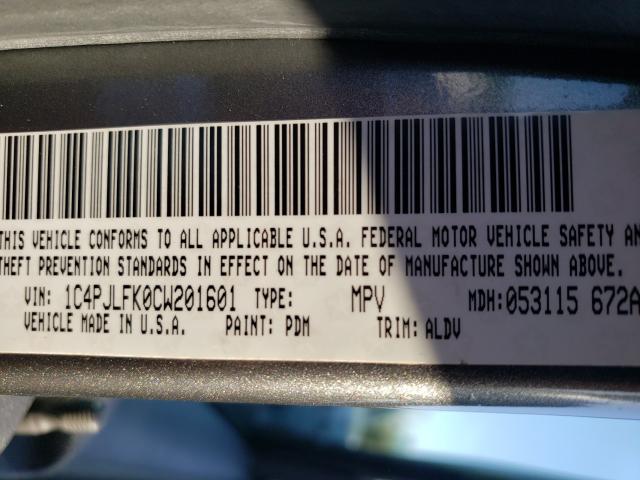 THIS VEHICLE CONFORMS TO ALL APPLICABLE U.S.A. FEDERAL MOTOR VEHICLE SAFETY AN
THEFT PREVENTION STANDARDS IN EFFECT ON THE DATE OF MANUFACTURE SHOWN ABOVE.
VIN: 1C4PJLFK0CW201601 TYPE: MPV MDH:053115 672A
VEHICLE MADE IN U.S.A. PAINT: PDM TRIM: ALDV